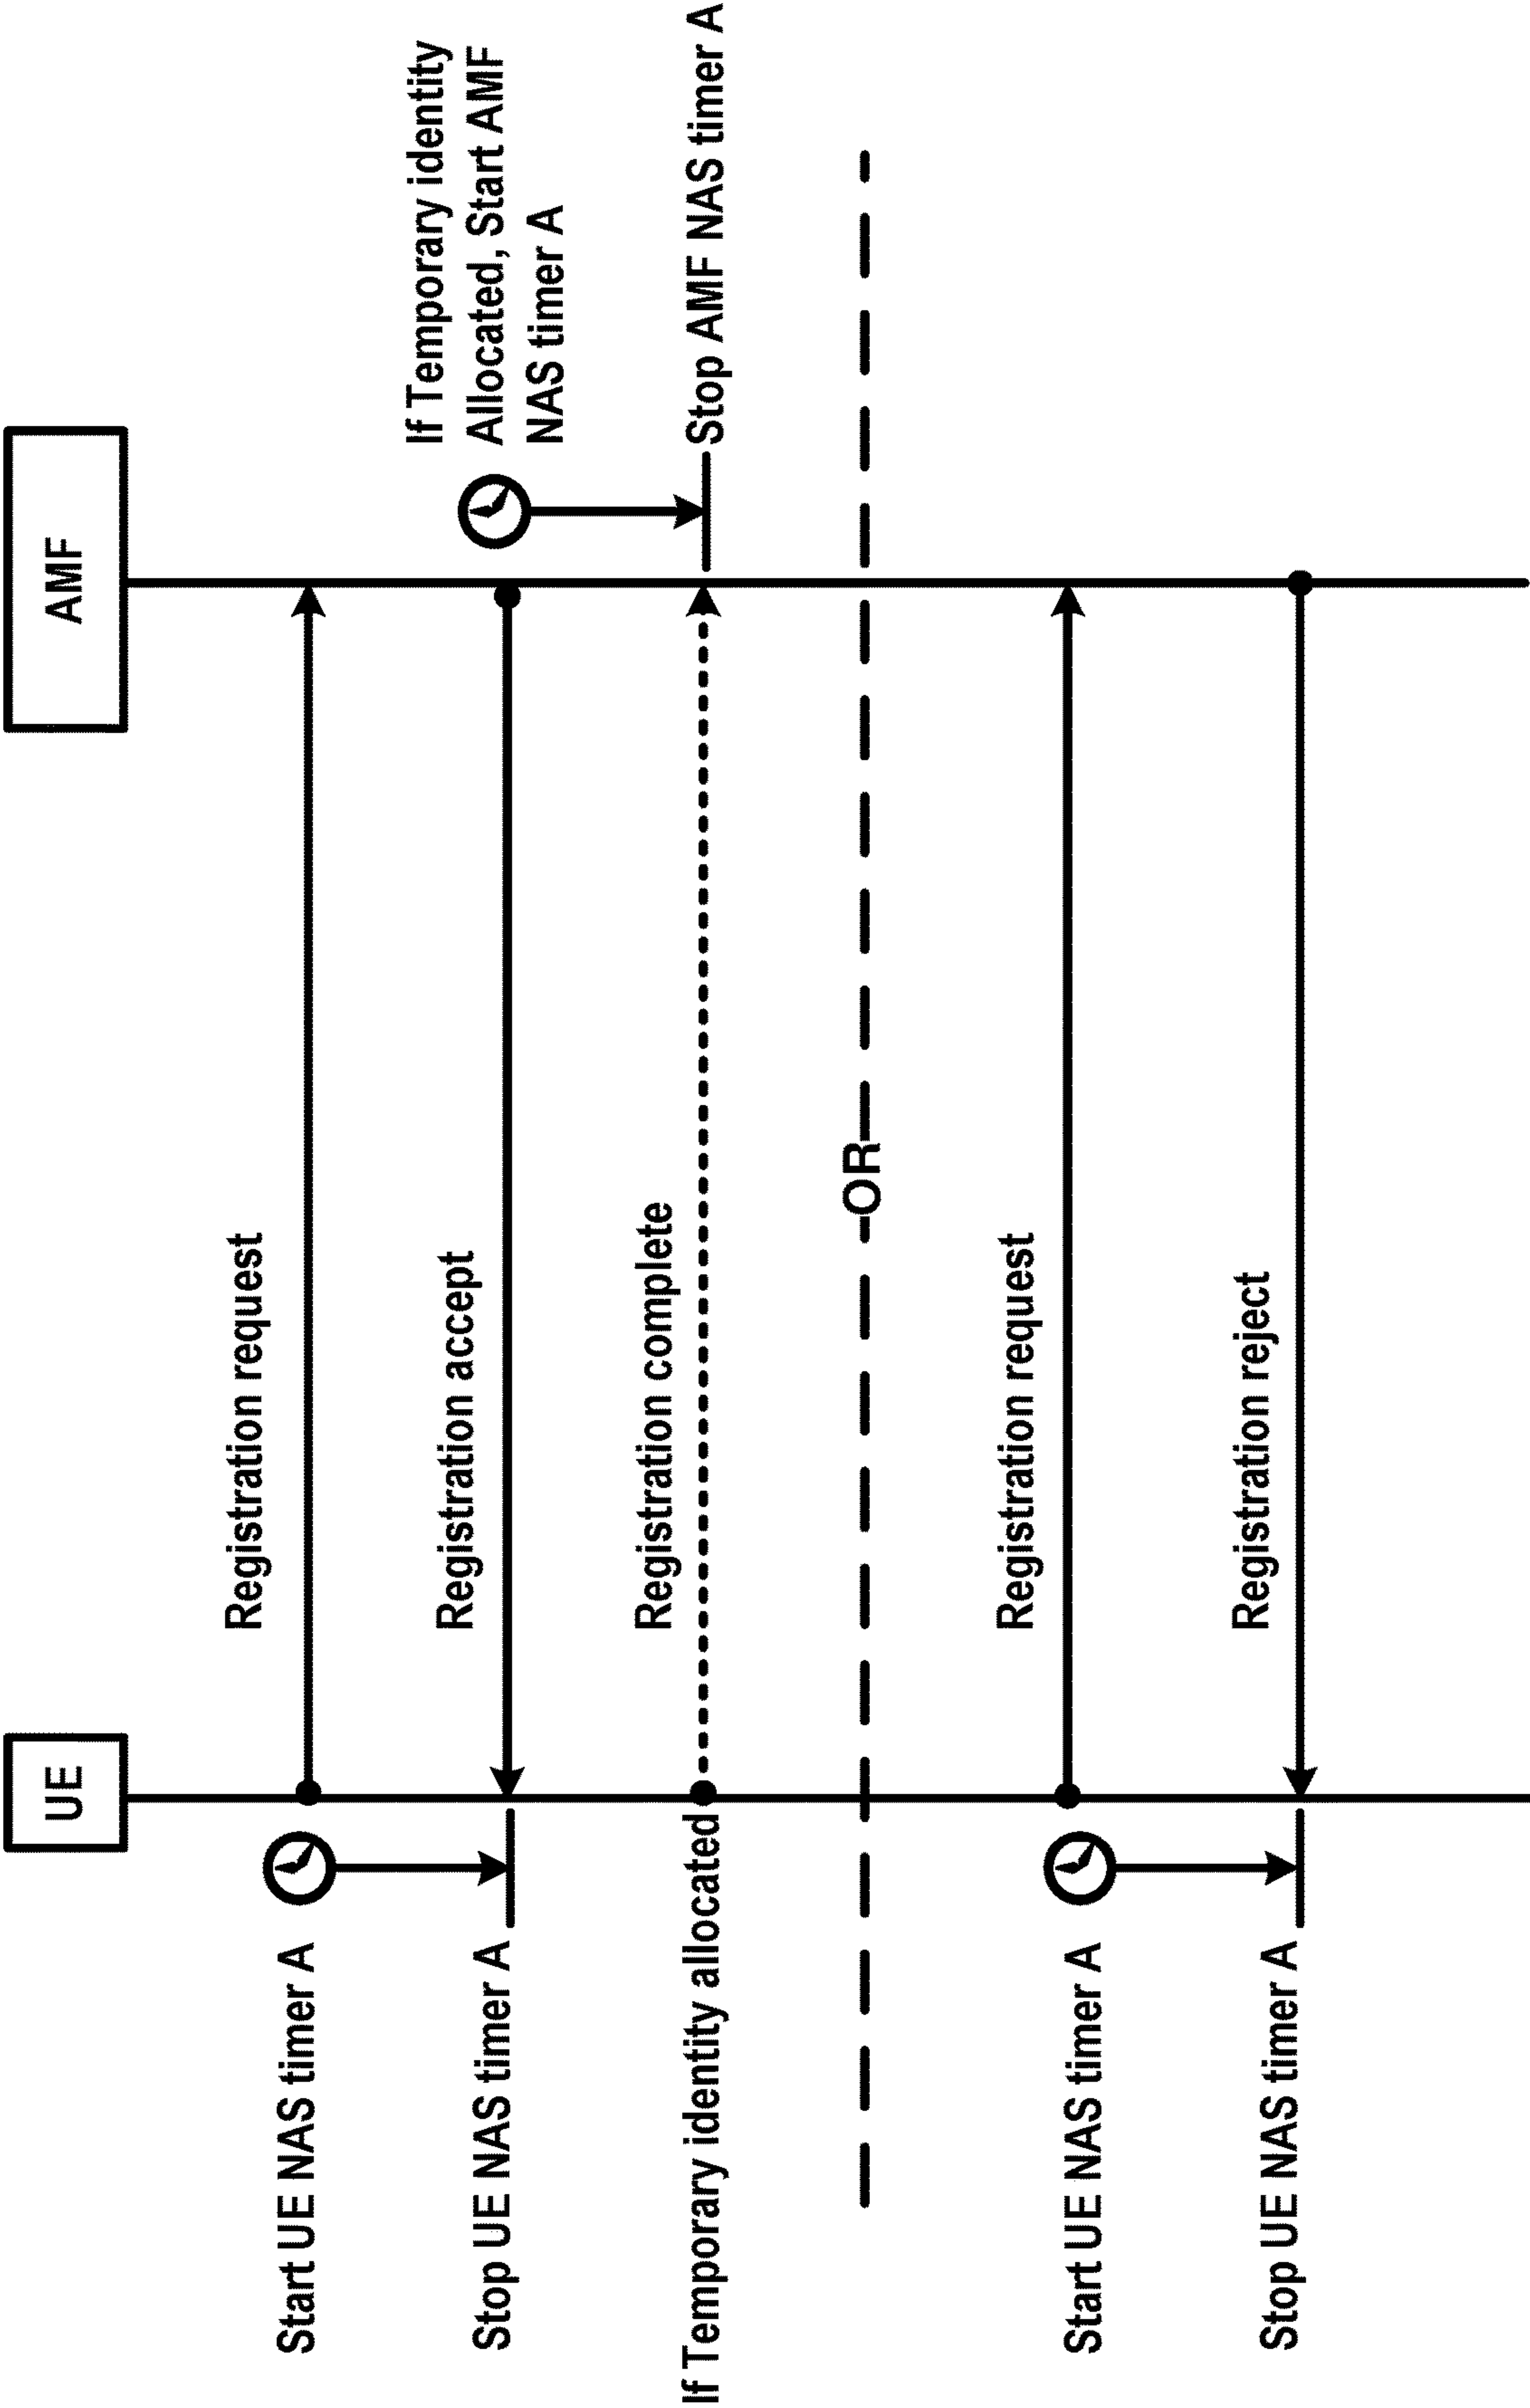 UE
AMF
Start UE NAS timer A
Registration request
Stop UE NAS timer A
Registration accept
If Temporary identity
Allocated, Start AMF
NAS timer A
If Temporary identity allocated
Registration complete
Stop AMF NAS timer A
OR
Start UE NAS timer A
Registration request
Stop UE NAS timer A
Registration reject